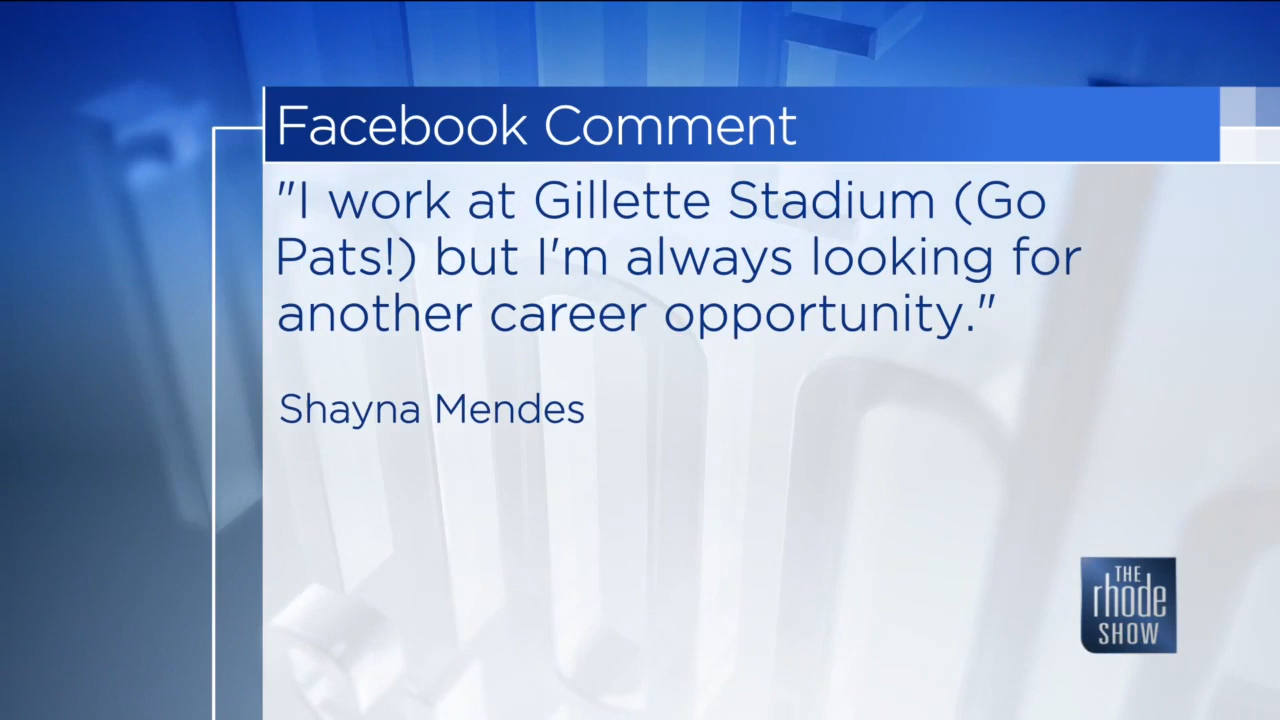 Facebook Comment
"I work at Gillette Stadium (Go
Pats!) but I'm always looking for
another career opportunity."
Shayna Mendes
THE
rhode
SHOW